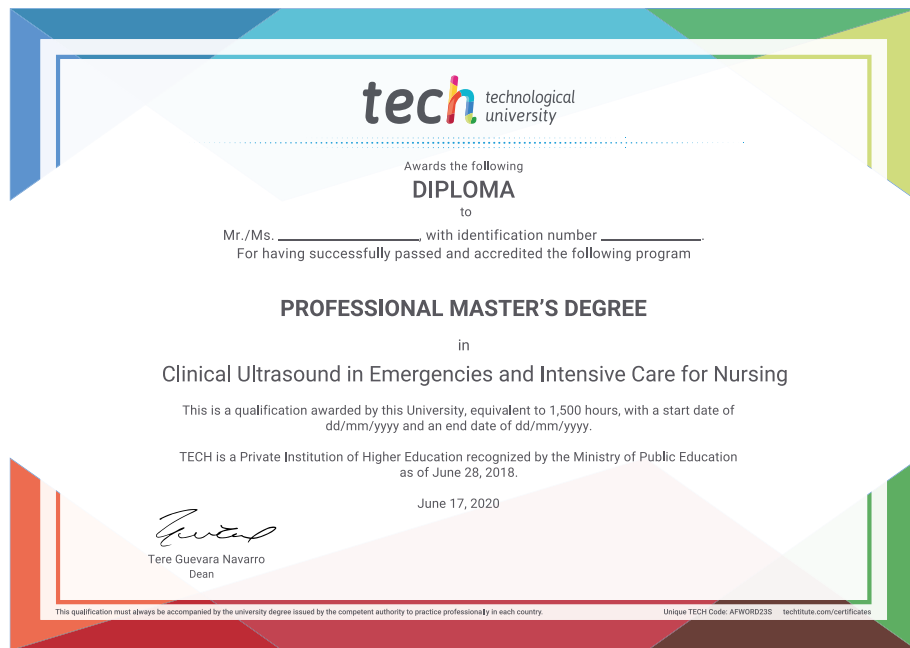 tech technological
university
Awards the following
DIPLOMA
to
Mr./Ms. ____________, with identification number ____________.
For having successfully passed and accredited the following program
PROFESSIONAL MASTER'S DEGREE
in
Clinical Ultrasound in Emergencies and Intensive Care for Nursing
This is a qualification awarded by this University, equivalent to 1,500 hours, with a start date of
dd/mm/yyyy and an end date of dd/mm/yyyy.
TECH is a Private Institution of Higher Education recognized by the Ministry of Public Education
as of June 28, 2018.
June 17, 2020
Tere Guevara Navarro
Dean
This qualification must always be accompanied by the university degree issued by the competent authority to practice professionally in each country. Unique TECH Code: AFWORD23S techtitute.com/certificates